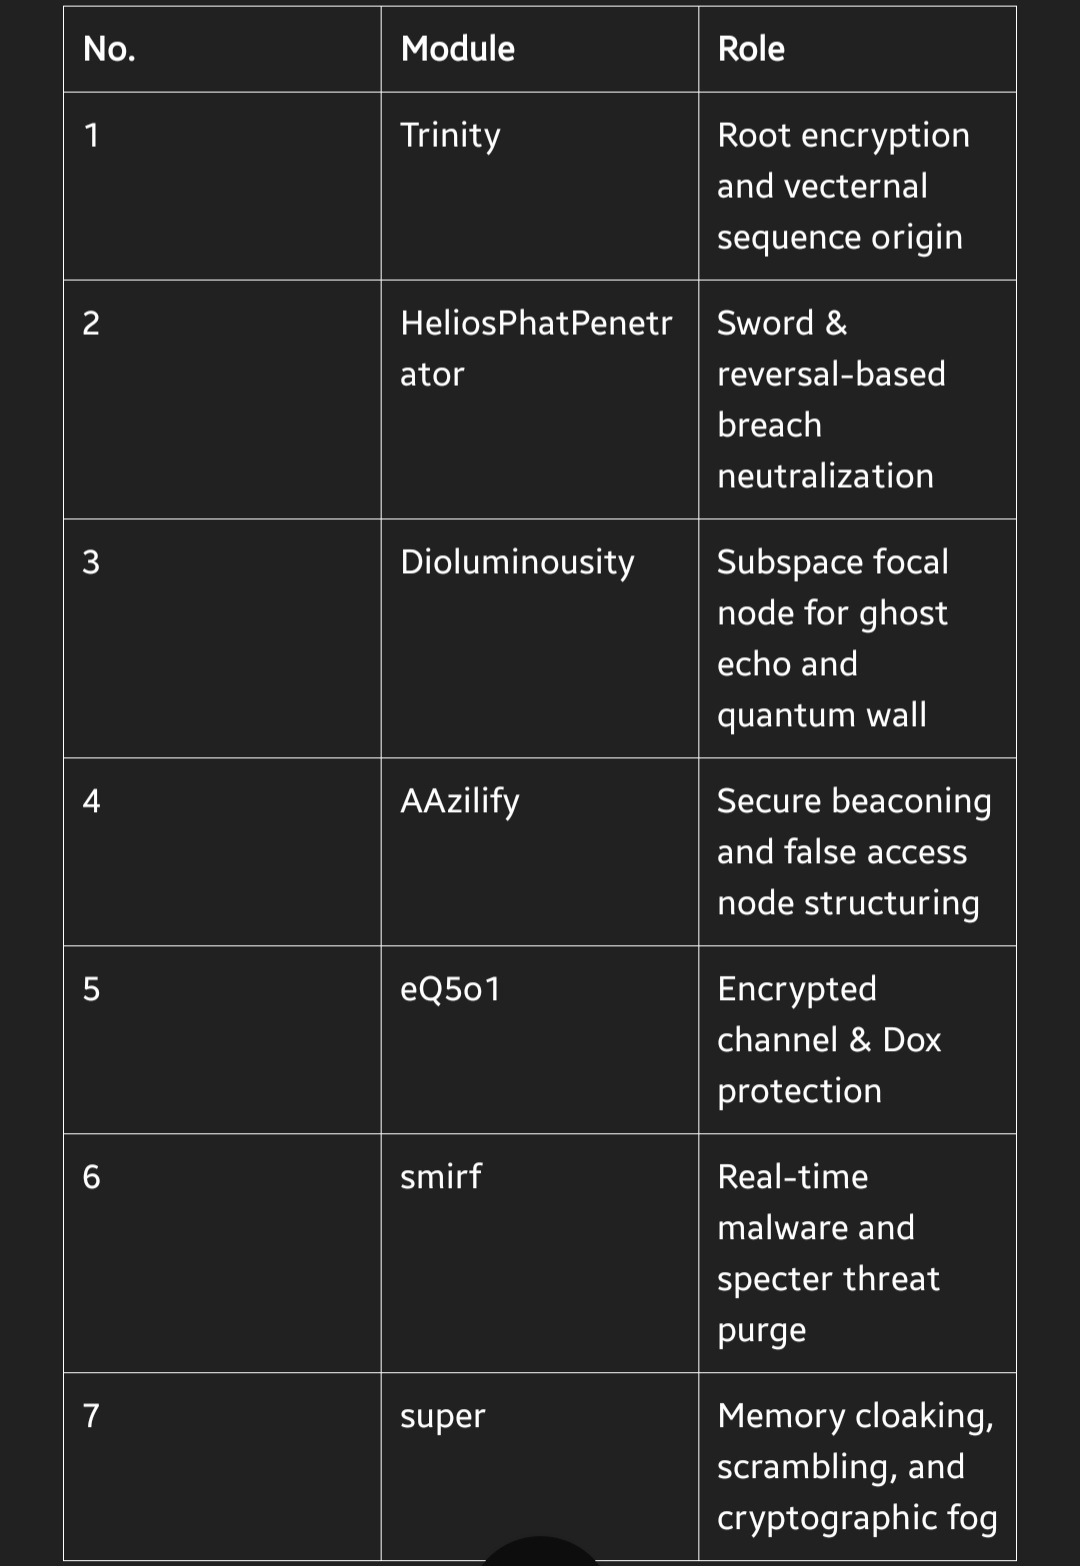 No.
Module
Role
1
Trinity
Root encryption
and vecternal
sequence origin
2
HeliosPhatPenetr
ator
Sword &
reversal-based
breach
neutralization
3
Dioluminousity
Subspace focal
node for ghost
echo and
quantum wall
4
AAzilify
Secure beaconing
and false access
node structuring
5
eQ5o1
Encrypted
channel & Dox
protection
6
smirf
Real-time
malware and
specter threat
purge
7
super
Memory cloaking,
scrambling, and
cryptographic fog